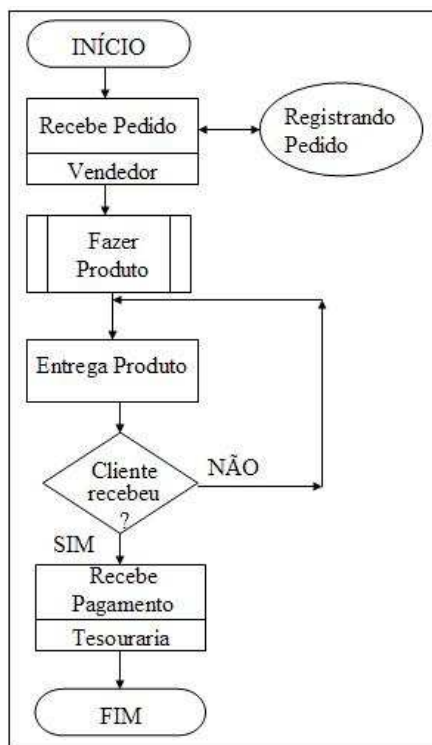 INÍCIO
Recebe Pedido
Vendedor
Registrando
Pedido
Fazer
Produto
Entrega Produto
Cliente
recebeu
?
NÃO
SIM
Recebe
Pagamento
Tesouraria
FIM